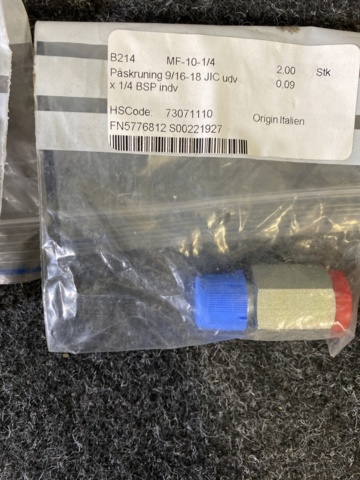 B214 MF-10-1/4
Påskruning 9/16-18 JIC udv 2,00 Stk
x 1/4 BSP indv 0,09
HSCode: 73071110 Origin Italien
FN5776812 S00221927